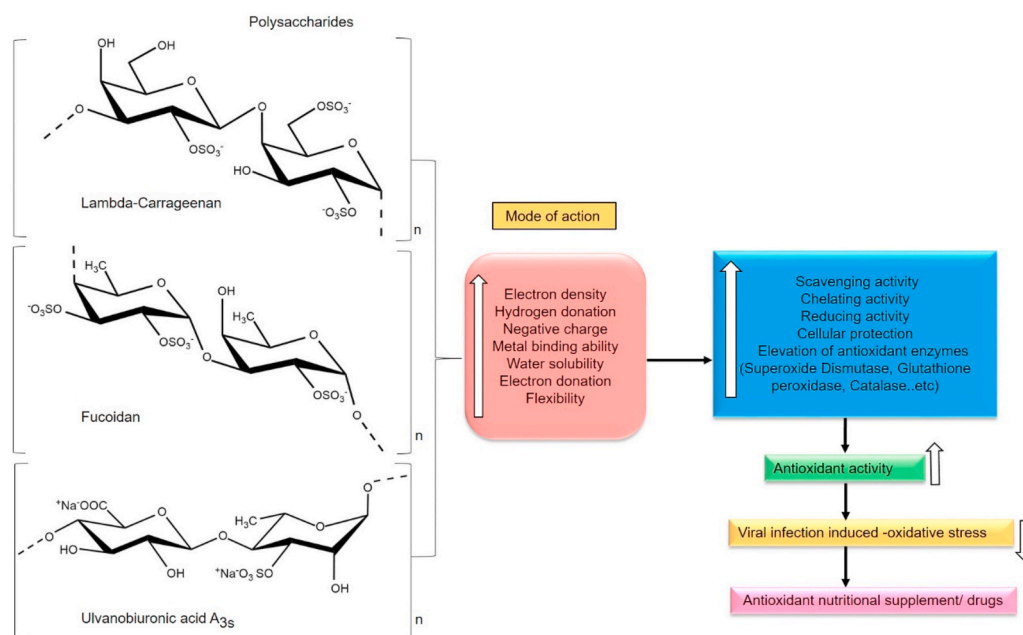 Polysaccharides
OH
OH
O
O
O
O
OSO₃⁻
OSO₃⁻
O
HO
⁻O₃SO
O
Lambda-Carrageenan
n
H₃C
O
⁻O₃SO
OSO₃⁻
O
O
OH
H₃C
O
OSO₃⁻
O
Fucoidan
n
⁺Na⁻OOC
O
O
HO
OH
O
H₃C
O
O
⁺Na⁻O₃SO
OH
Ulvanobiuronic acid A₃ₛ
n
Mode of action
Electron density
Hydrogen donation
Negative charge
Metal binding ability
Water solubility
Electron donation
Flexibility
Scavenging activity
Chelating activity
Reducing activity
Cellular protection
Elevation of antioxidant enzymes
(Superoxide Dismutase, Glutathione
peroxidase, Catalase..etc)
Antioxidant activity
Viral infection induced -oxidative stress
Antioxidant nutritional supplement/ drugs